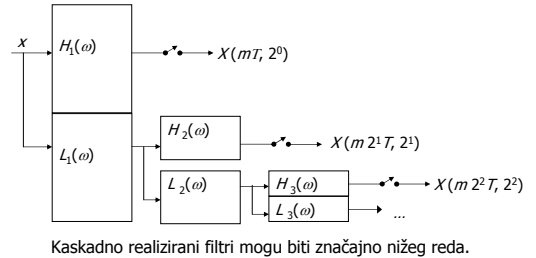 x
H₁(ω)
X(mT, 2⁰)
L₁(ω)
H₂(ω)
X(m 2¹T, 2¹)
L₂(ω)
H₃(ω)
X(m 2²T, 2²)
L₃(ω)
...
Kaskadno realizirani filtri mogu biti značajno nižeg reda.